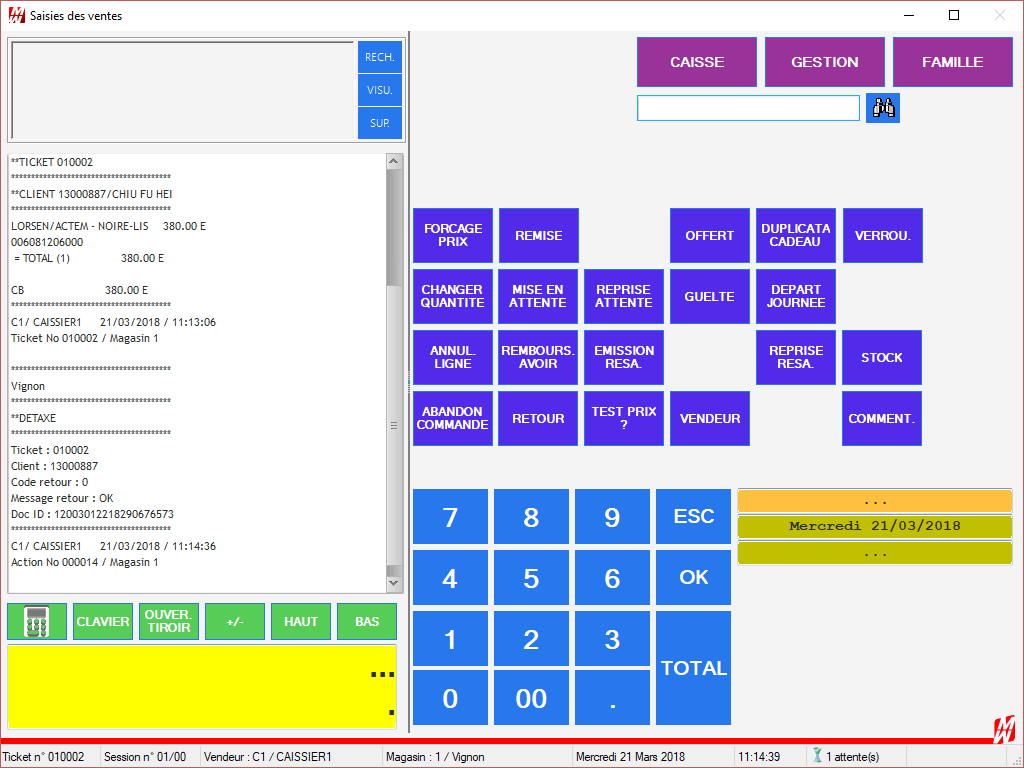 Saisies des ventes
RECH.
VISU.
SUP.
CAISSE
GESTION
FAMILLE
**TICKET 010002
****************************************
**CLIENT 13000887/CHIU FU HEI
****************************************
LORSEN/ACTEM - NOIRE-LIS 380.00 E
006081206000
= TOTAL (1) 380.00 E
CB 380.00 E
****************************************
C1/ CAISSIER1 21/03/2018 / 11:13:06
Ticket No 010002 / Magasin 1
****************************************
Vignon
****************************************
**DETAXE
****************************************
Ticket : 010002
Client : 13000887
Code retour : 0
Message retour : OK
Doc ID : 12003012218290676573
****************************************
C1/ CAISSIER1 21/03/2018 / 11:14:36
Action No 000014 / Magasin 1
FORCAGE
PRIX
REMISE
OFFERT
DUPLICATA
CADEAU
VERROU.
CHANGER
QUANTITE
MISE EN
ATTENTE
REPRISE
ATTENTE
GUELTE
DEPART
JOURNEE
ANNUL.
LIGNE
REMBOURS.
AVOIR
EMISSION
RESA.
REPRISE
RESA.
STOCK
ABANDON
COMMANDE
RETOUR
TEST PRIX
?
VENDEUR
COMMENT.
7
8
9
ESC
4
5
6
OK
1
2
3
TOTAL
0
00
.
...
Mercredi 21/03/2018
...
CLAVIER
OUVER.
TIROIR
+/-
HAUT
BAS
...
.
MW
Ticket n° 010002
Session n° 01/00
Vendeur : C1 / CAISSIER1
Magasin : 1 / Vignon
Mercredi 21 Mars 2018
11:14:39
1 attente(s)